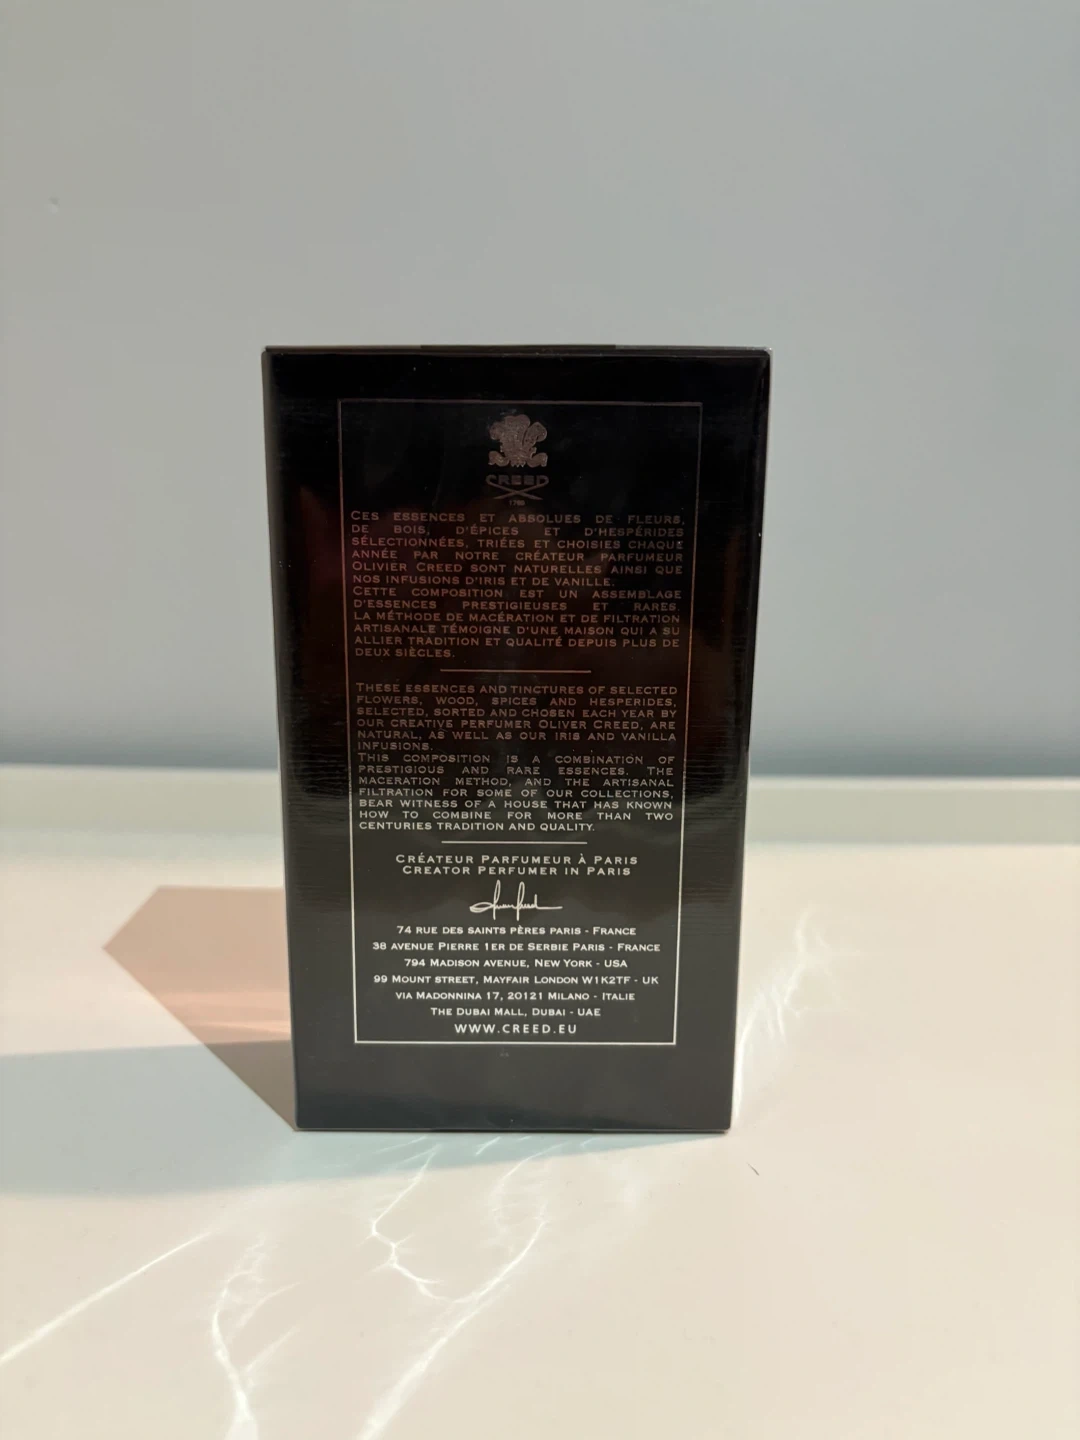 CREED
1760
CES ESSENCES ET ABSOLUES DE FLEURS,
DE BOIS, D'ÉPICES ET D'HESPÉRIDES
SÉLECTIONNÉES, TRIÉES ET CHOISIES CHAQUE
ANNÉE PAR NOTRE CRÉATEUR PARFUMEUR
OLIVIER CREED SONT NATURELLES AINSI QUE
NOS INFUSIONS D'IRIS ET DE VANILLE.
CETTE COMPOSITION EST UN ASSEMBLAGE
D'ESSENCES PRESTIGIEUSES ET RARES.
LA MÉTHODE DE MACÉRATION ET DE FILTRATION
ARTISANALE TÉMOIGNE D'UNE MAISON QUI A SU
ALLIER TRADITION ET QUALITÉ DEPUIS PLUS DE
DEUX SIÈCLES.
THESE ESSENCES AND TINCTURES OF SELECTED
FLOWERS, WOOD, SPICES AND HESPERIDES,
SELECTED, SORTED AND CHOSEN EACH YEAR BY
OUR CREATIVE PERFUMER OLIVER CREED, ARE
NATURAL, AS WELL AS OUR IRIS AND VANILLA
INFUSIONS.
THIS COMPOSITION IS A COMBINATION OF
PRESTIGIOUS AND RARE ESSENCES. THE
MACERATION METHOD, AND THE ARTISANAL
FILTRATION FOR SOME OF OUR COLLECTIONS,
BEAR WITNESS OF A HOUSE THAT HAS KNOWN
HOW TO COMBINE FOR MORE THAN TWO
CENTURIES TRADITION AND QUALITY.
CRÉATEUR PARFUMEUR À PARIS
CREATOR PERFUMER IN PARIS
74 RUE DES SAINTS PÈRES PARIS - FRANCE
38 AVENUE PIERRE 1ER DE SERBIE PARIS - FRANCE
794 MADISON AVENUE, NEW YORK - USA
99 MOUNT STREET, MAYFAIR LONDON W1K2TF - UK
VIA MADONNINA 17, 20121 MILANO - ITALIE
THE DUBAI MALL, DUBAI - UAE
WWW.CREED.EU